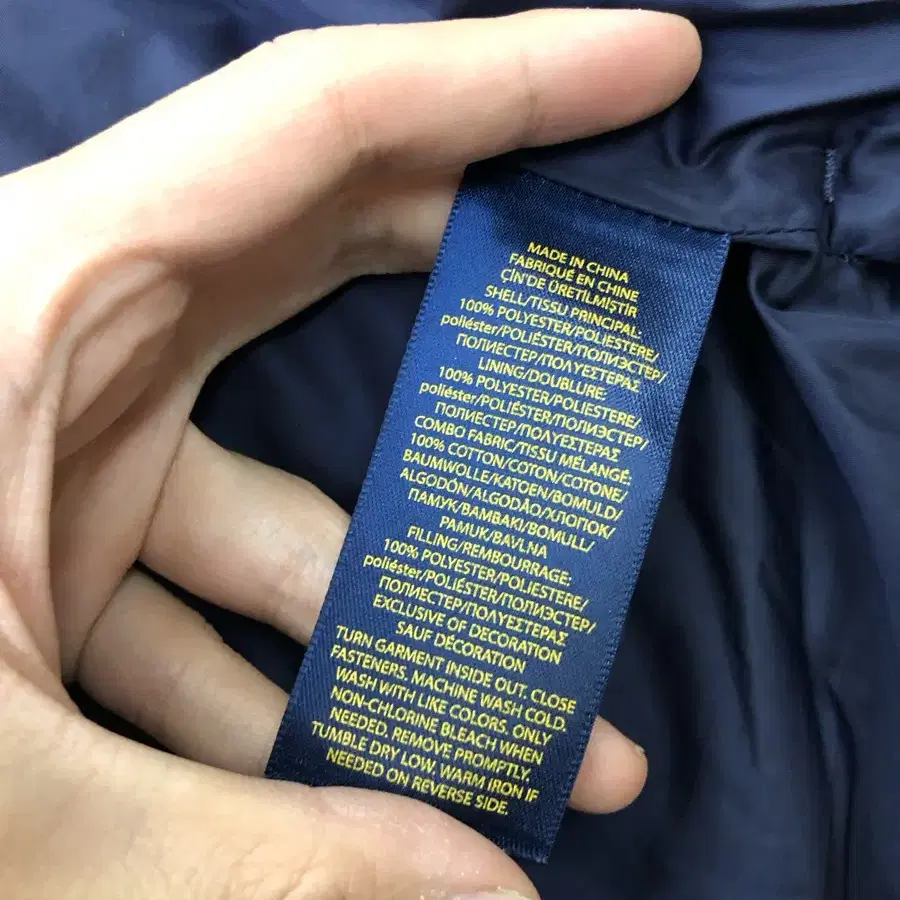 MADE IN CHINA
FABRIQUÉ EN CHINE
ÇİN'DE ÜRETİLMİŞTİR
SHELL/TISSU PRINCIPAL:
100% POLYESTER/POLIESTERE/
poliéster/POLIÉSTER/ПОЛИЭСТЕР/
ПОЛИЕСТЕР/ΠΟΛΥΕΣΤΕΡΑΣ
LINING/DOUBLURE:
100% POLYESTER/POLIESTERE/
poliéster/POLIÉSTER/ПОЛИЭСТЕР/
ПОЛИЕСТЕР/ΠΟΛΥΕΣΤΕΡΑΣ
COMBO FABRIC/TISSU MÉLANGÉ:
100% COTTON/COTON/COTONE/
BAUMWOLLE/KATOEN/BOMULD/
ALGODÓN/ALGODÃO/ХЛОПОК/
ПАМУК/ΒΑΜΒΑΚΙ/BOMULL/
PAMUK/BAVLNA
FILLING/REMBOURRAGE:
100% POLYESTER/POLIESTERE/
poliéster/POLIÉSTER/ПОЛИЭСТЕР/
ПОЛИЕСТЕР/ΠΟΛΥΕΣΤΕΡΑΣ
EXCLUSIVE OF DECORATION
SAUF DÉCORATION
TURN GARMENT INSIDE OUT. CLOSE
FASTENERS. MACHINE WASH COLD.
WASH WITH LIKE COLORS. ONLY
NON-CHLORINE BLEACH WHEN
NEEDED. REMOVE PROMPTLY.
TUMBLE DRY LOW, WARM IRON IF
NEEDED ON REVERSE SIDE.